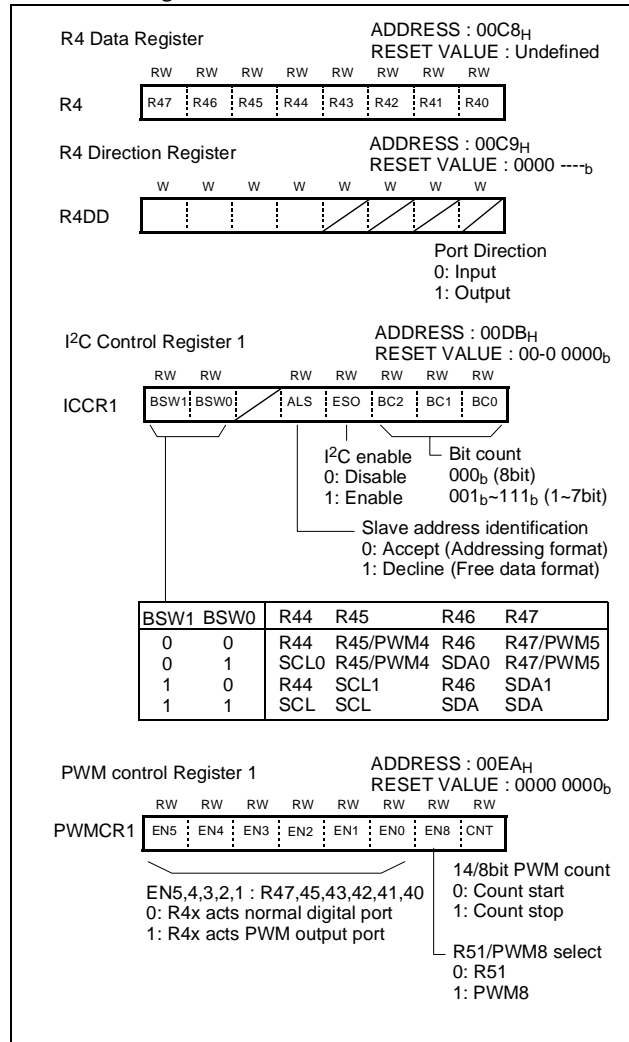 R4 Data Register
ADDRESS : 00C8H
RESET VALUE : Undefined
RW RW RW RW RW RW RW RW
R4 R47 R46 R45 R44 R43 R42 R41 R40
R4 Direction Register
ADDRESS : 00C9H
RESET VALUE : 0000 ----b
W W W W W W W W
R4DD
Port Direction
0: Input
1: Output
I2C Control Register 1
ADDRESS : 00DBH
RESET VALUE : 00-0 0000b
RW RW RW RW RW RW RW
ICCR1 BSW1 BSW0 ALS ESO BC2 BC1 BC0
I2C enable
0: Disable
1: Enable
Bit count
000b (8bit)
001b~111b (1~7bit)
Slave address identification
0: Accept (Addressing format)
1: Decline (Free data format)
BSW1 BSW0 R44 R45 R46 R47
0 0 R44 R45/PWM4 R46 R47/PWM5
0 1 SCL0 R45/PWM4 SDA0 R47/PWM5
1 0 R44 SCL1 R46 SDA1
1 1 SCL SCL SDA SDA
PWM control Register 1
ADDRESS : 00EAH
RESET VALUE : 0000 0000b
RW RW RW RW RW RW RW RW
PWMCR1 EN5 EN4 EN3 EN2 EN1 EN0 EN8 CNT
EN5,4,3,2,1 : R47,45,43,42,41,40
0: R4x acts normal digital port
1: R4x acts PWM output port
14/8bit PWM count
0: Count start
1: Count stop
R51/PWM8 select
0: R51
1: PWM8